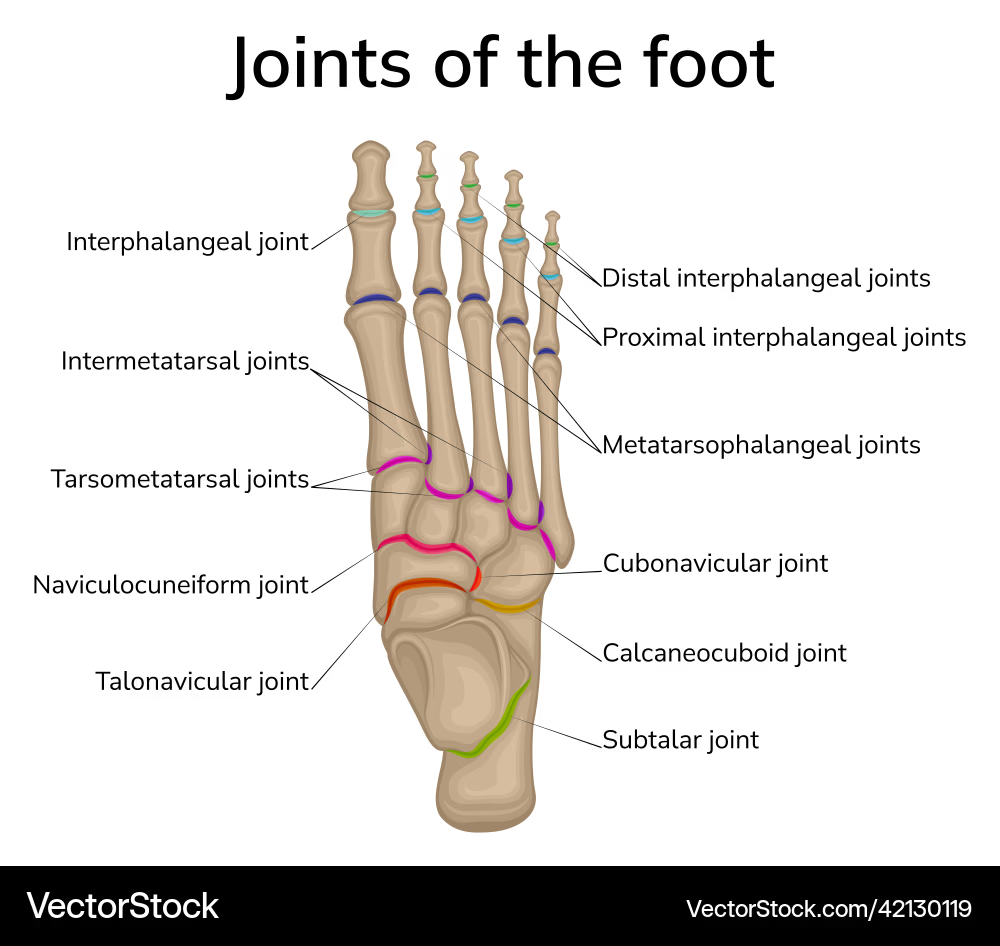 Joints of the foot
Interphalangeal joint
Distal interphalangeal joints
Proximal interphalangeal joints
Intermetatarsal joints
Metatarsophalangeal joints
Tarsometatarsal joints
Cubonavicular joint
Naviculocuneiform joint
Calcaneocuboid joint
Talonavicular joint
Subtalar joint
VectorStock
VectorStock.com/42130119